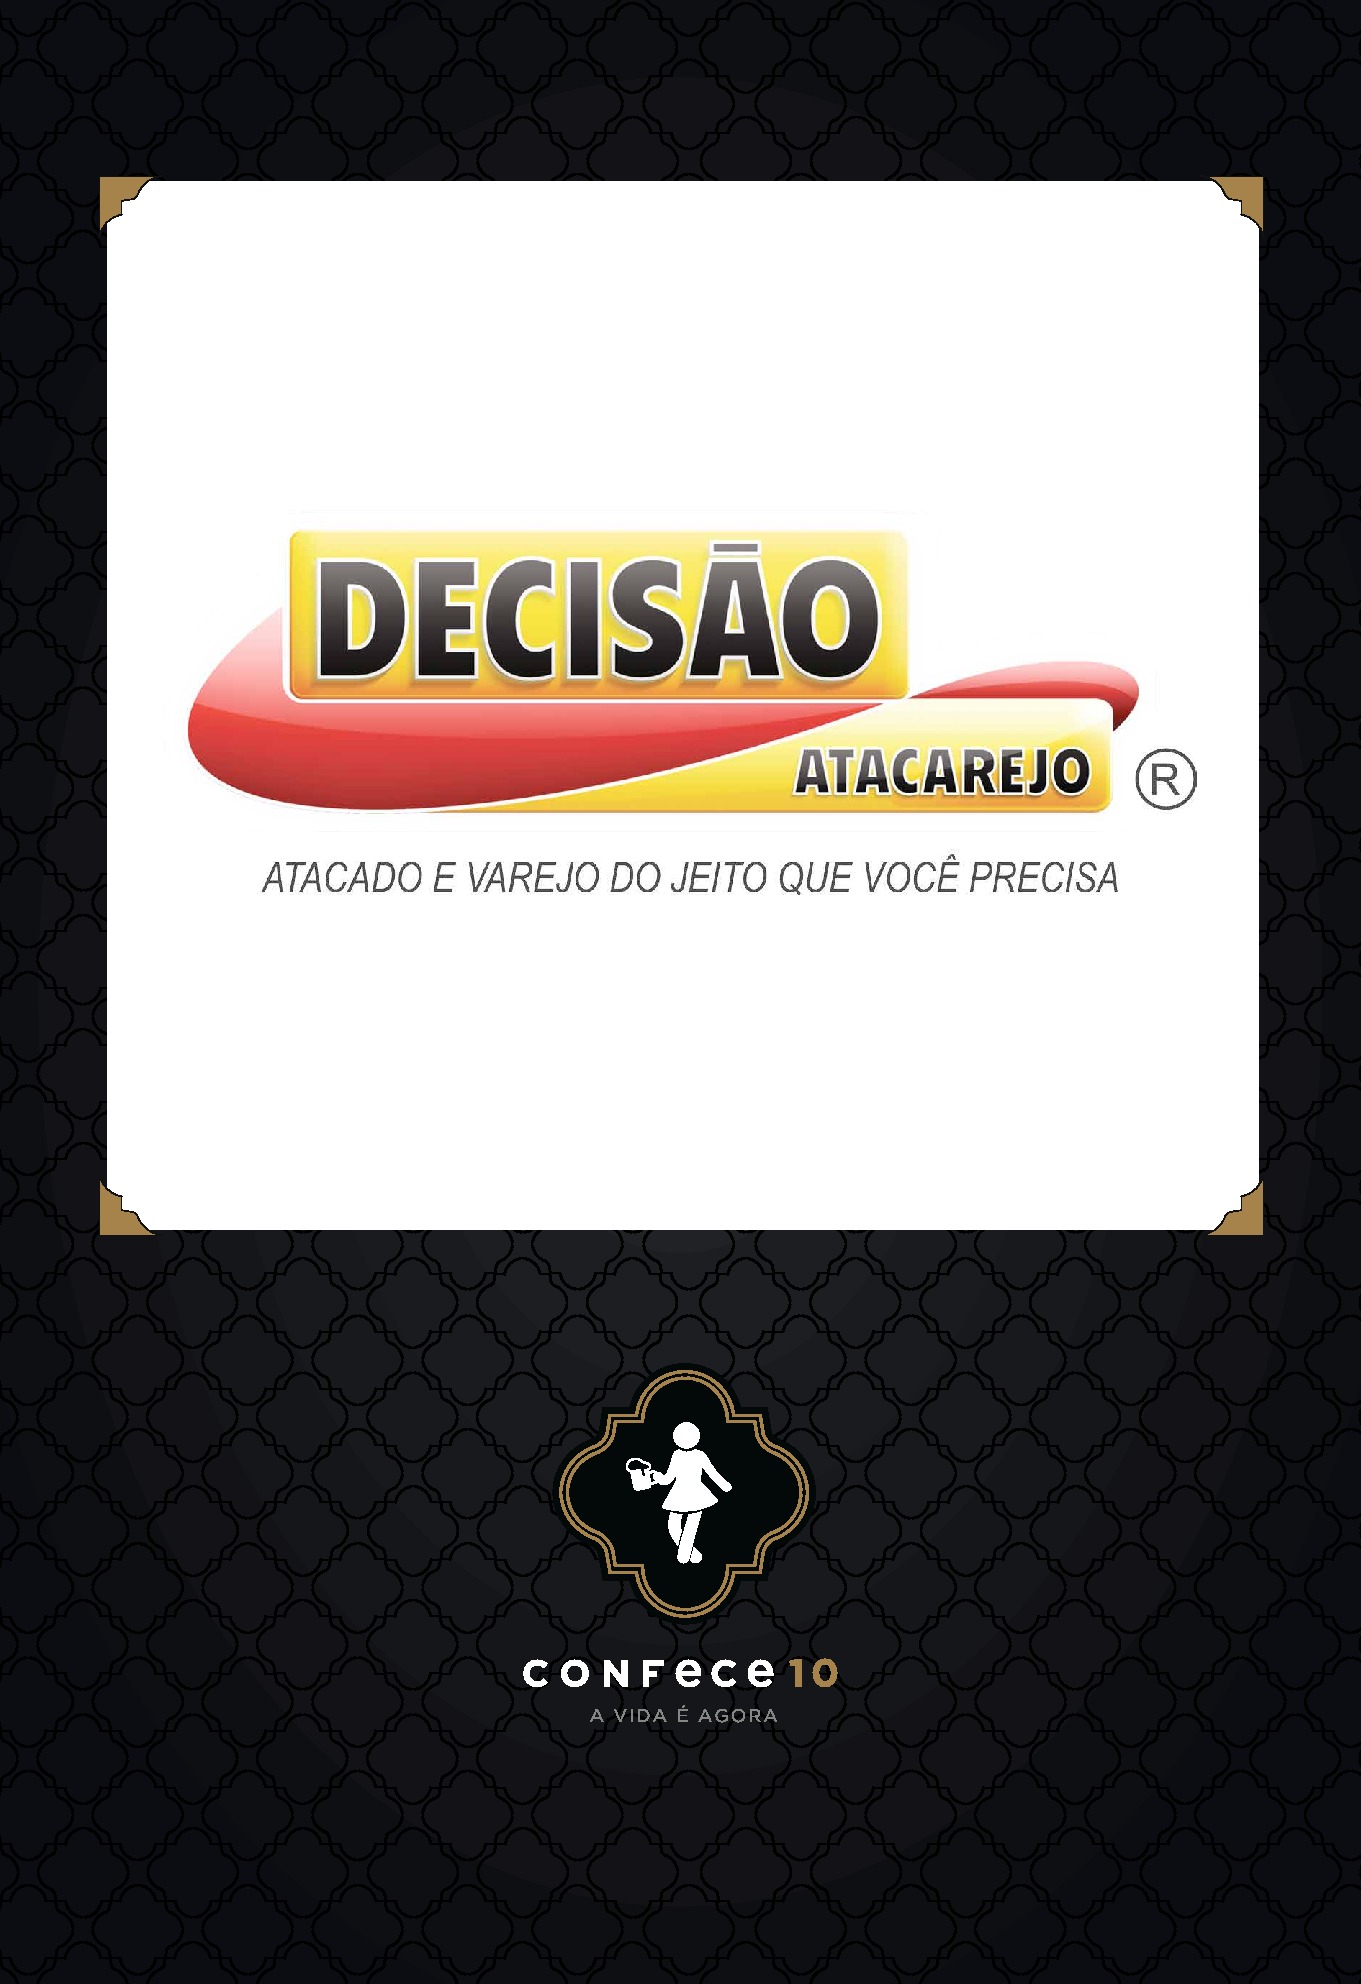 DECISÃO
ATACAREJO ®
ATACADO E VAREJO DO JEITO QUE VOCÊ PRECISA
CONFece10
A VIDA É AGORA